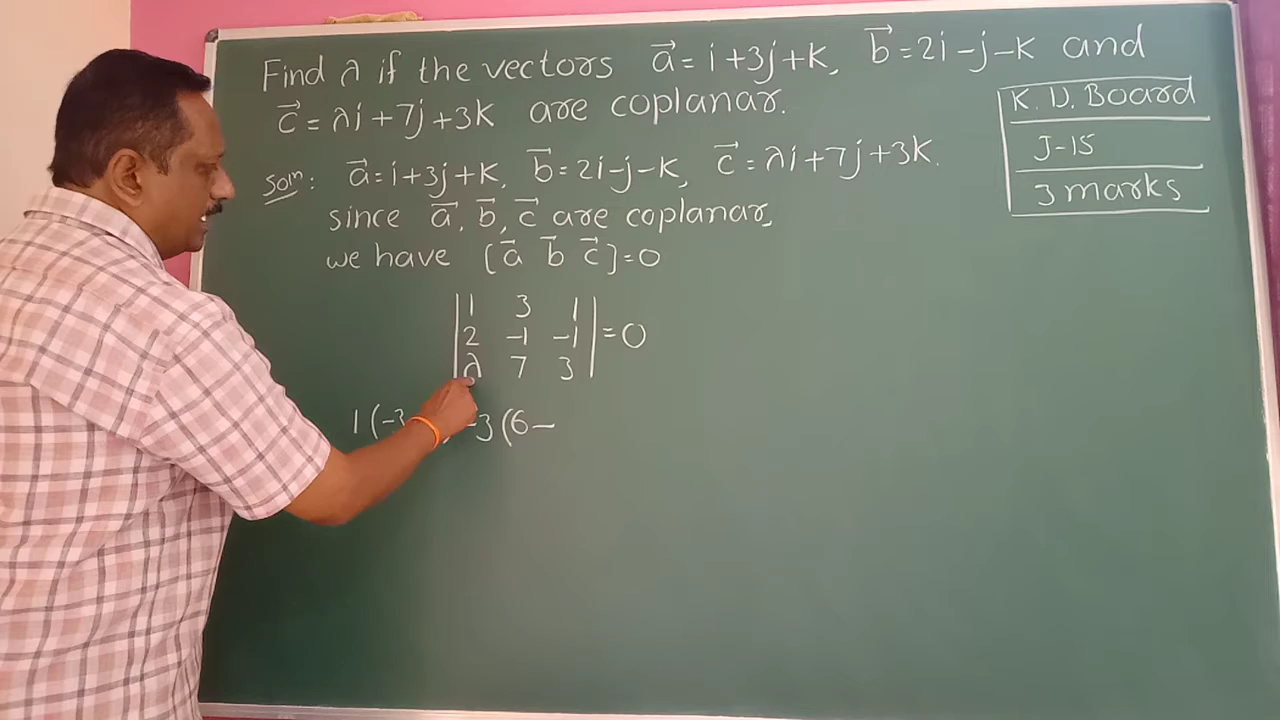 Find λ if the vectors a⃗ = i + 3j + k, b⃗ = 2i - j - k and
c⃗ = λi + 7j + 3k are coplanar.
K.U. Board
J-15
3 marks
Soln: a⃗ = i + 3j + k, b⃗ = 2i - j - k, c⃗ = λi + 7j + 3k.
since a⃗, b⃗, c⃗ are coplanar,
we have [a⃗ b⃗ c⃗] = 0
| 1 3 1 |
| 2 -1 -1 | = 0
| λ 7 3 |
1(-3 ) -3(6-